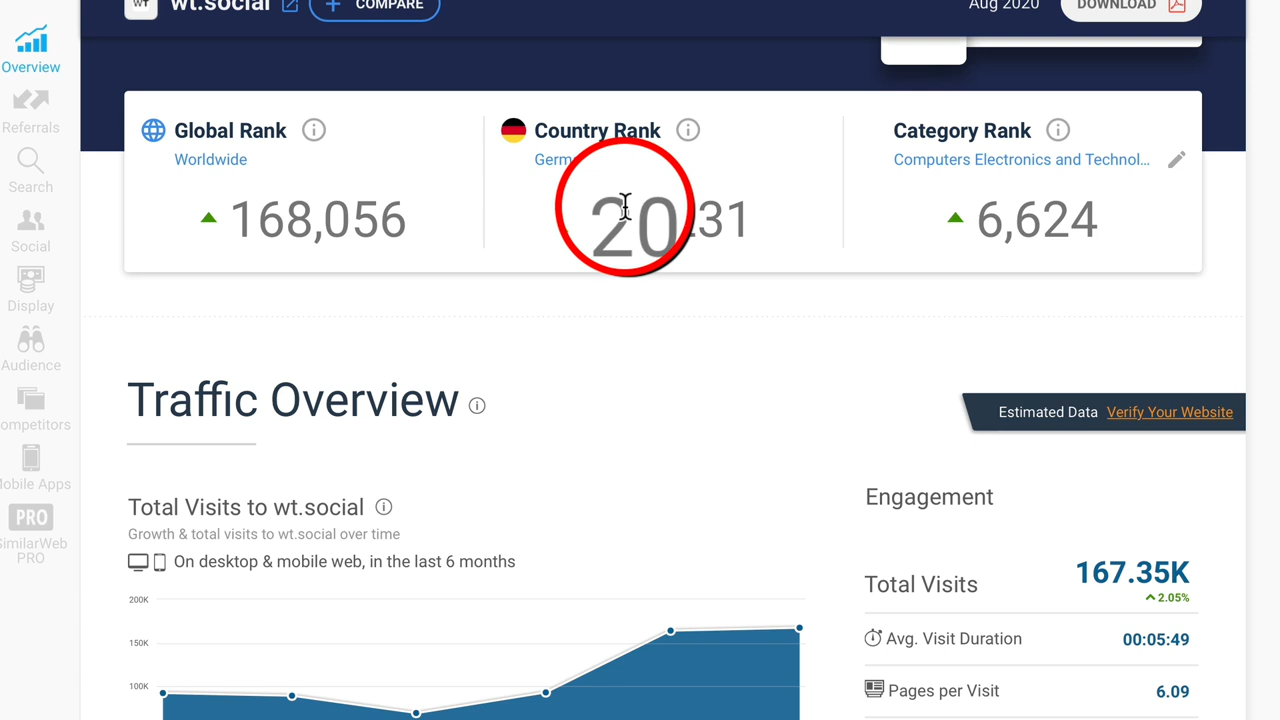 WT wt.social + COMPARE Aug 2020 DOWNLOAD
Overview
Referrals
Search
Social
Display
Audience
ompetitors
Mobile Apps
PRO
SimilarWeb
PRO
Global Rank
Worldwide
168,056
Country Rank
Germ
20 31
Category Rank
Computers Electronics and Technol...
6,624
Traffic Overview
Estimated Data Verify Your Website
Total Visits to wt.social
Growth & total visits to wt.social over time
On desktop & mobile web, in the last 6 months
200K
150K
100K
Engagement
Total Visits 167.35K
2.05%
Avg. Visit Duration 00:05:49
Pages per Visit 6.09